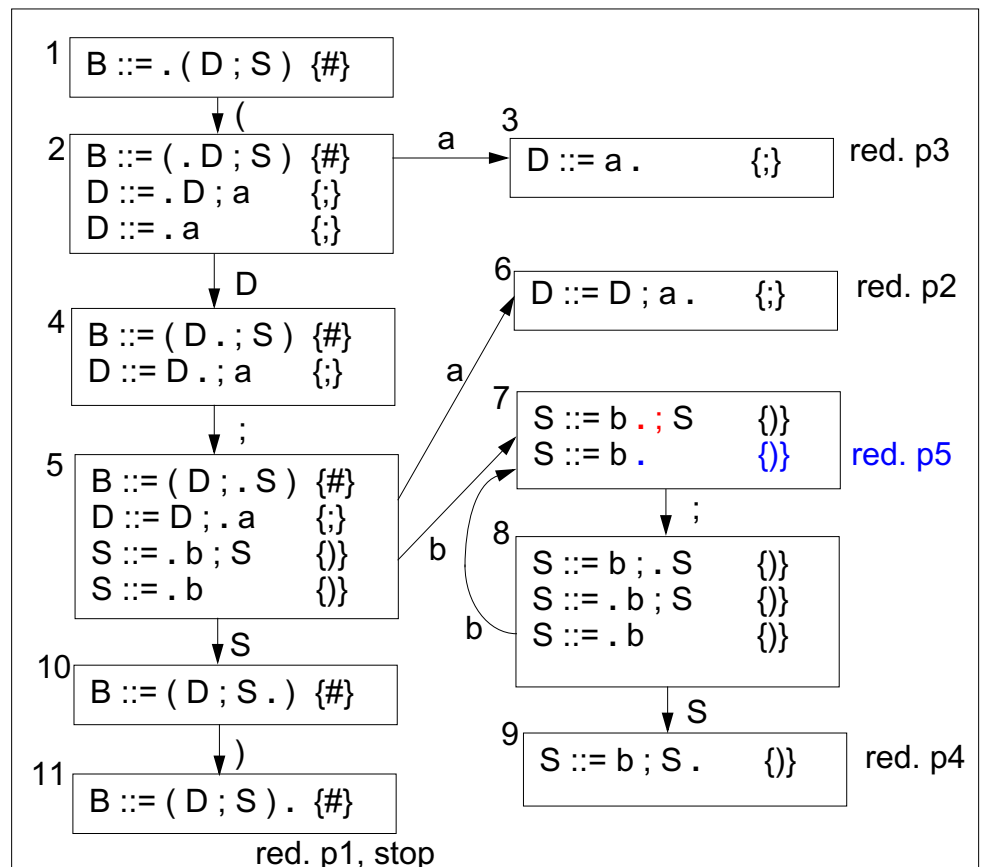 1
B ::= . ( D ; S ) {#}
(
2
B ::= ( . D ; S ) {#}
D ::= . D ; a {;}
D ::= . a {;}
a
3
D ::= a . {;}
red. p3
D
4
B ::= ( D . ; S ) {#}
D ::= D . ; a {;}
;
5
B ::= ( D ; . S ) {#}
D ::= D ; . a {;}
S ::= . b ; S {)}
S ::= . b {)}
a
6
D ::= D ; a . {;}
red. p2
b
7
S ::= b . ; S {)}
S ::= b . {)}
red. p5
;
8
S ::= b ; . S {)}
S ::= . b ; S {)}
S ::= . b {)}
b
S
9
S ::= b ; S . {)}
red. p4
S
10
B ::= ( D ; S . ) {#}
)
11
B ::= ( D ; S ) . {#}
red. p1, stop